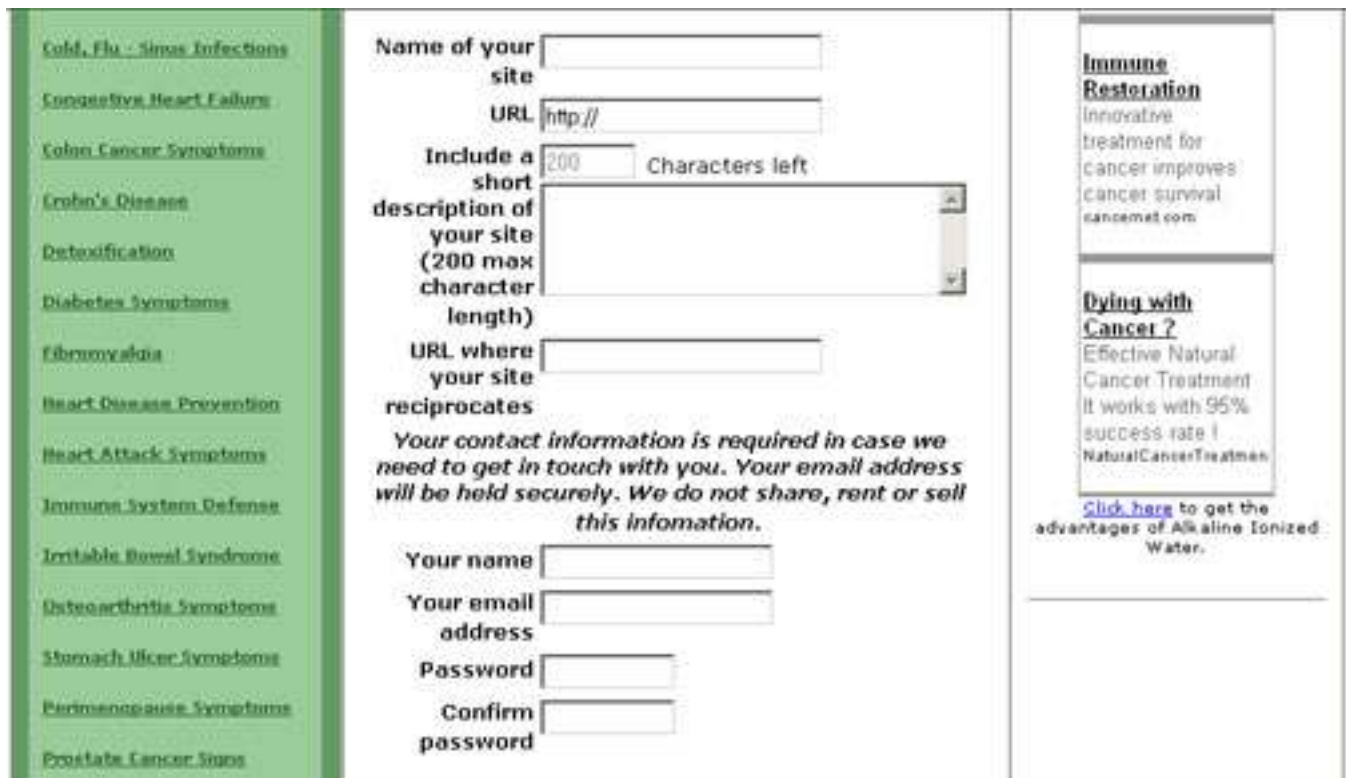 Cold, Flu - Sinus Infections
Congestive Heart Failure
Colon Cancer Symptoms
Crohn's Disease
Detoxification
Diabetes Symptoms
Fibromyalgia
Heart Disease Prevention
Heart Attack Symptoms
Immune System Defense
Irritable Bowel Syndrome
Osteoarthritis Symptoms
Stomach Ulcer Symptoms
Perimenopause Symptoms
Prostate Cancer Signs
Name of your
site
URL http://
Include a
short
description of
your site
(200 max
character
length)
200 Characters left
URL where
your site
reciprocates
Your contact information is required in case we
need to get in touch with you. Your email address
will be held securely. We do not share, rent or sell
this infomation.
Your name
Your email
address
Password
Confirm
password
Immune
Restoration
Innovative
treatment for
cancer improves
cancer survival
cancernet.com
Dying with
Cancer ?
Effective Natural
Cancer Treatment
It works with 95%
success rate !
NaturalCancerTreatmen
Click here to get the
advantages of Alkaline Ionized
Water.